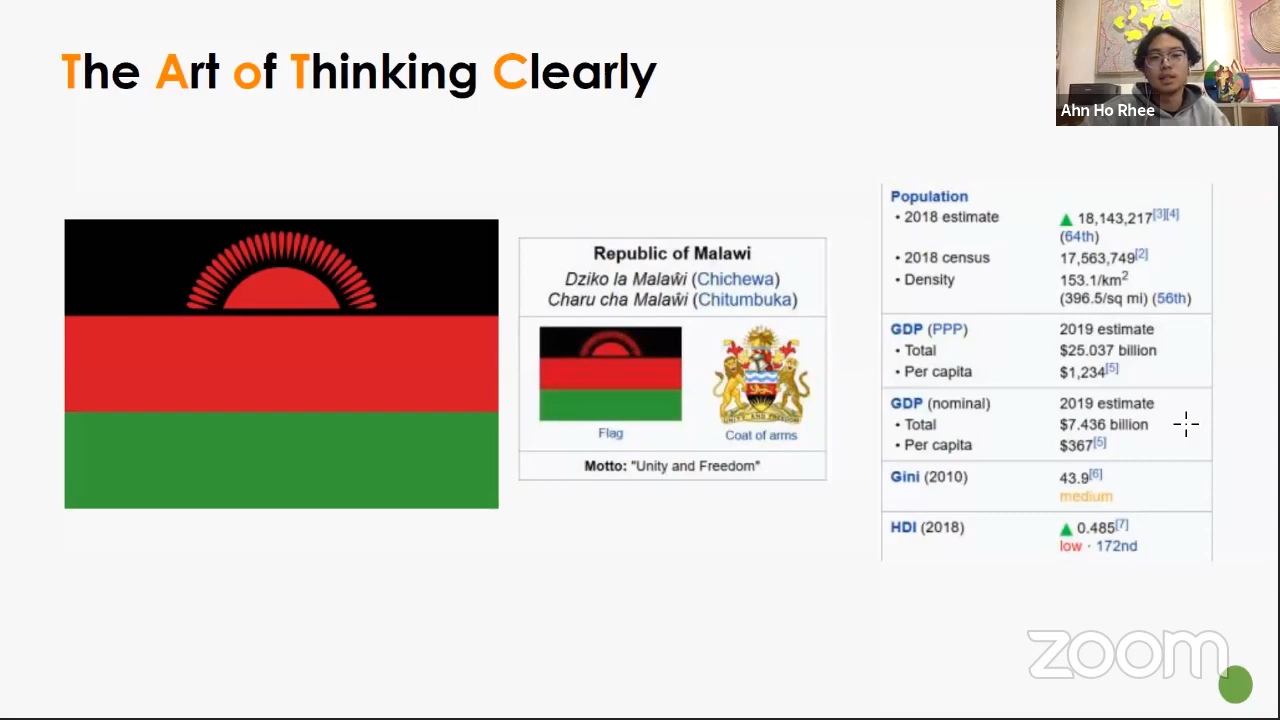 The Art of Thinking Clearly
Ahn Ho Rhee
Republic of Malawi
Dziko la Malaŵi (Chichewa)
Charu cha Malaŵi (Chitumbuka)
UNITY AND FREEDOM
Flag
Coat of arms
Motto: "Unity and Freedom"
Population
• 2018 estimate ▲ 18,143,217[3][4]
(64th)
• 2018 census 17,563,749[2]
• Density 153.1/km2
(396.5/sq mi) (56th)
GDP (PPP) 2019 estimate
• Total $25.037 billion
• Per capita $1,234[5]
GDP (nominal) 2019 estimate
• Total $7.436 billion
• Per capita $367[5]
Gini (2010) 43.9[6]
medium
HDI (2018) ▲ 0.485[7]
low · 172nd
zoom